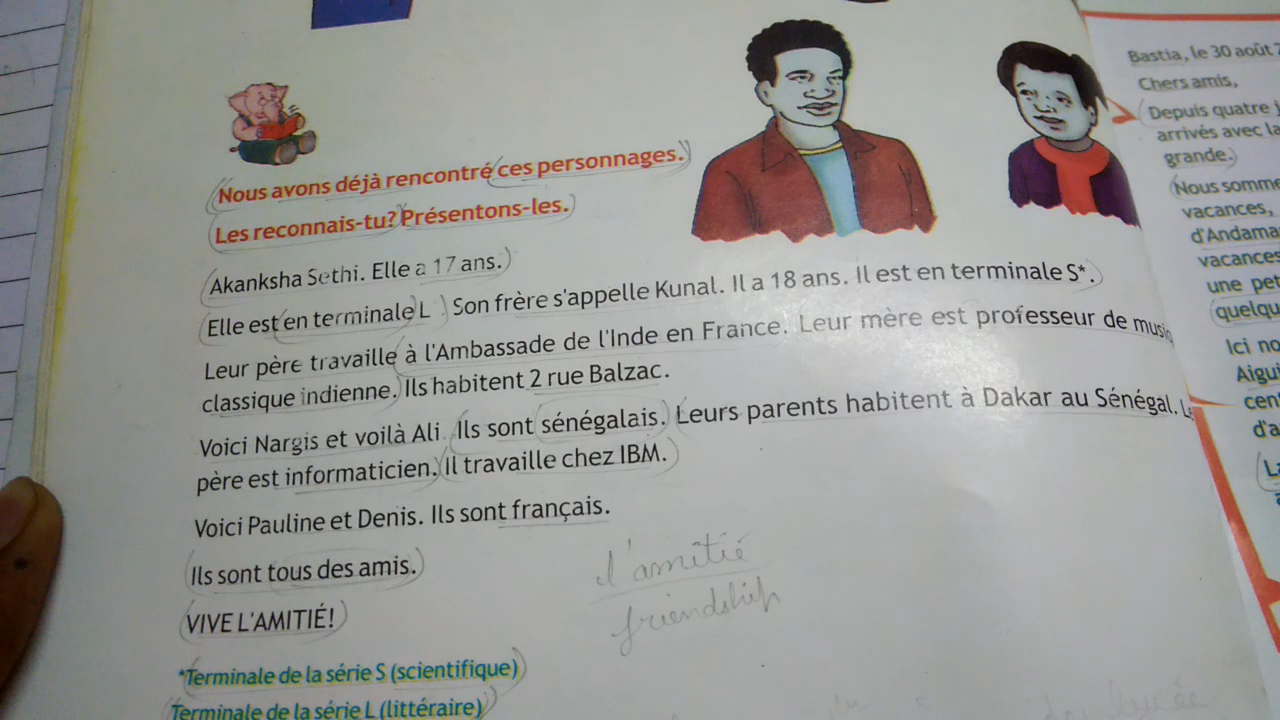 Nous avons déjà rencontré ces personnages.
Les reconnais-tu? Présentons-les.
Akanksha Sethi. Elle a 17 ans.
Elle est en terminale L Son frère s'appelle Kunal. Il a 18 ans. Il est en terminale S*.
Leur père travaille à l'Ambassade de l'Inde en France. Leur mère est professeur de
classique indienne. Ils habitent 2 rue Balzac.
Voici Nargis et voilà Ali. Ils sont sénégalais. Leurs parents habitent à Dakar au Sénégal.
père est informaticien. Il travaille chez IBM.
Voici Pauline et Denis. Ils sont français.
Ils sont tous des amis.
VIVE L'AMITIÉ!
l'amitié
friendship
*Terminale de la série S (scientifique)
Terminale de la série L (littéraire)
Bastia, le 30 août
Chers amis,
Depuis quatre
arrivés avec la
grande.
Nous
vacances,
vacances
une
Ici